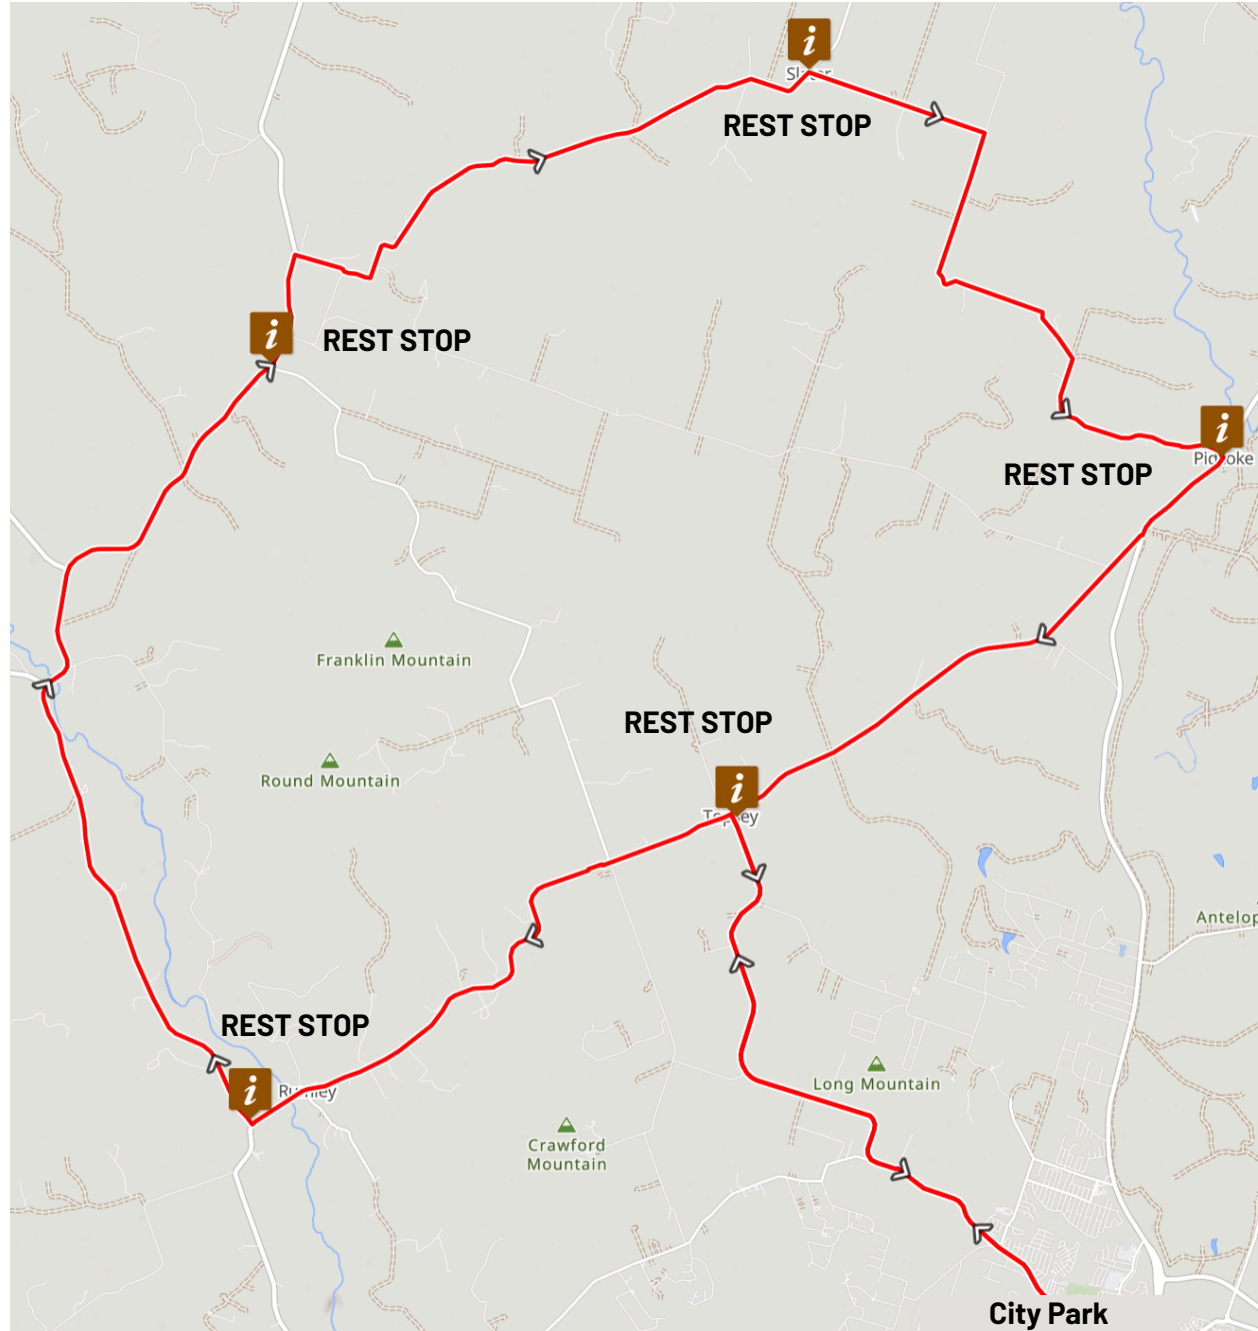 i
REST STOP
i
REST STOP
i
REST STOP
Franklin Mountain
REST STOP
Round Mountain
i
Antelop
REST STOP
Long Mountain
i
Crawford
Mountain
City Park